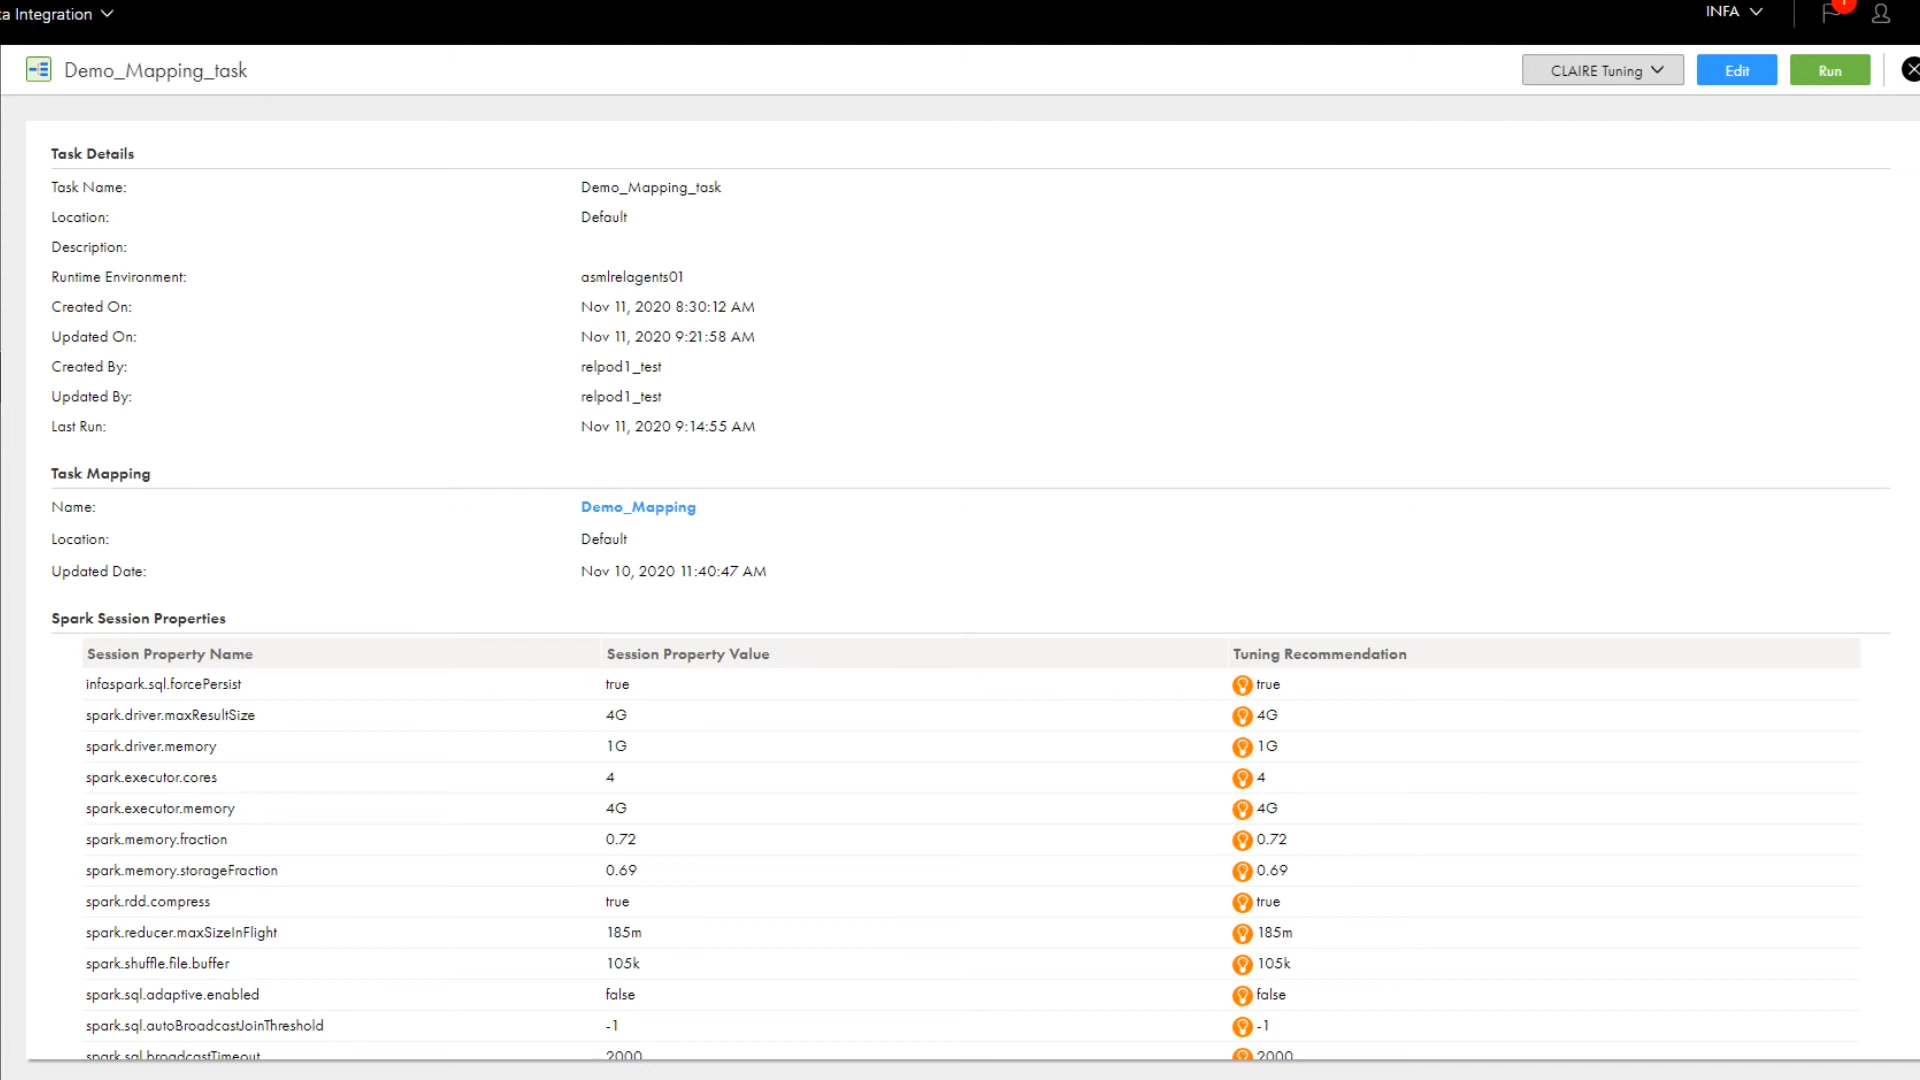 ta Integration
INFA
1
Demo_Mapping_task
CLAIRE Tuning
Edit
Run
Task Details
Task Name: Demo_Mapping_task
Location: Default
Description:
Runtime Environment: asmlrelagents01
Created On: Nov 11, 2020 8:30:12 AM
Updated On: Nov 11, 2020 9:21:58 AM
Created By: relpod1_test
Updated By: relpod1_test
Last Run: Nov 11, 2020 9:14:55 AM
Task Mapping
Name: Demo_Mapping
Location: Default
Updated Date: Nov 10, 2020 11:40:47 AM
Spark Session Properties
Session Property Name Session Property Value Tuning Recommendation
infaspark.sql.forcePersist true true
spark.driver.maxResultSize 4G 4G
spark.driver.memory 1G 1G
spark.executor.cores 4 4
spark.executor.memory 4G 4G
spark.memory.fraction 0.72 0.72
spark.memory.storageFraction 0.69 0.69
spark.rdd.compress true true
spark.reducer.maxSizeInFlight 185m 185m
spark.shuffle.file.buffer 105k 105k
spark.sql.adaptive.enabled false false
spark.sql.autoBroadcastJoinThreshold -1 -1
spark.sql.broadcastTimeout 2000 2000